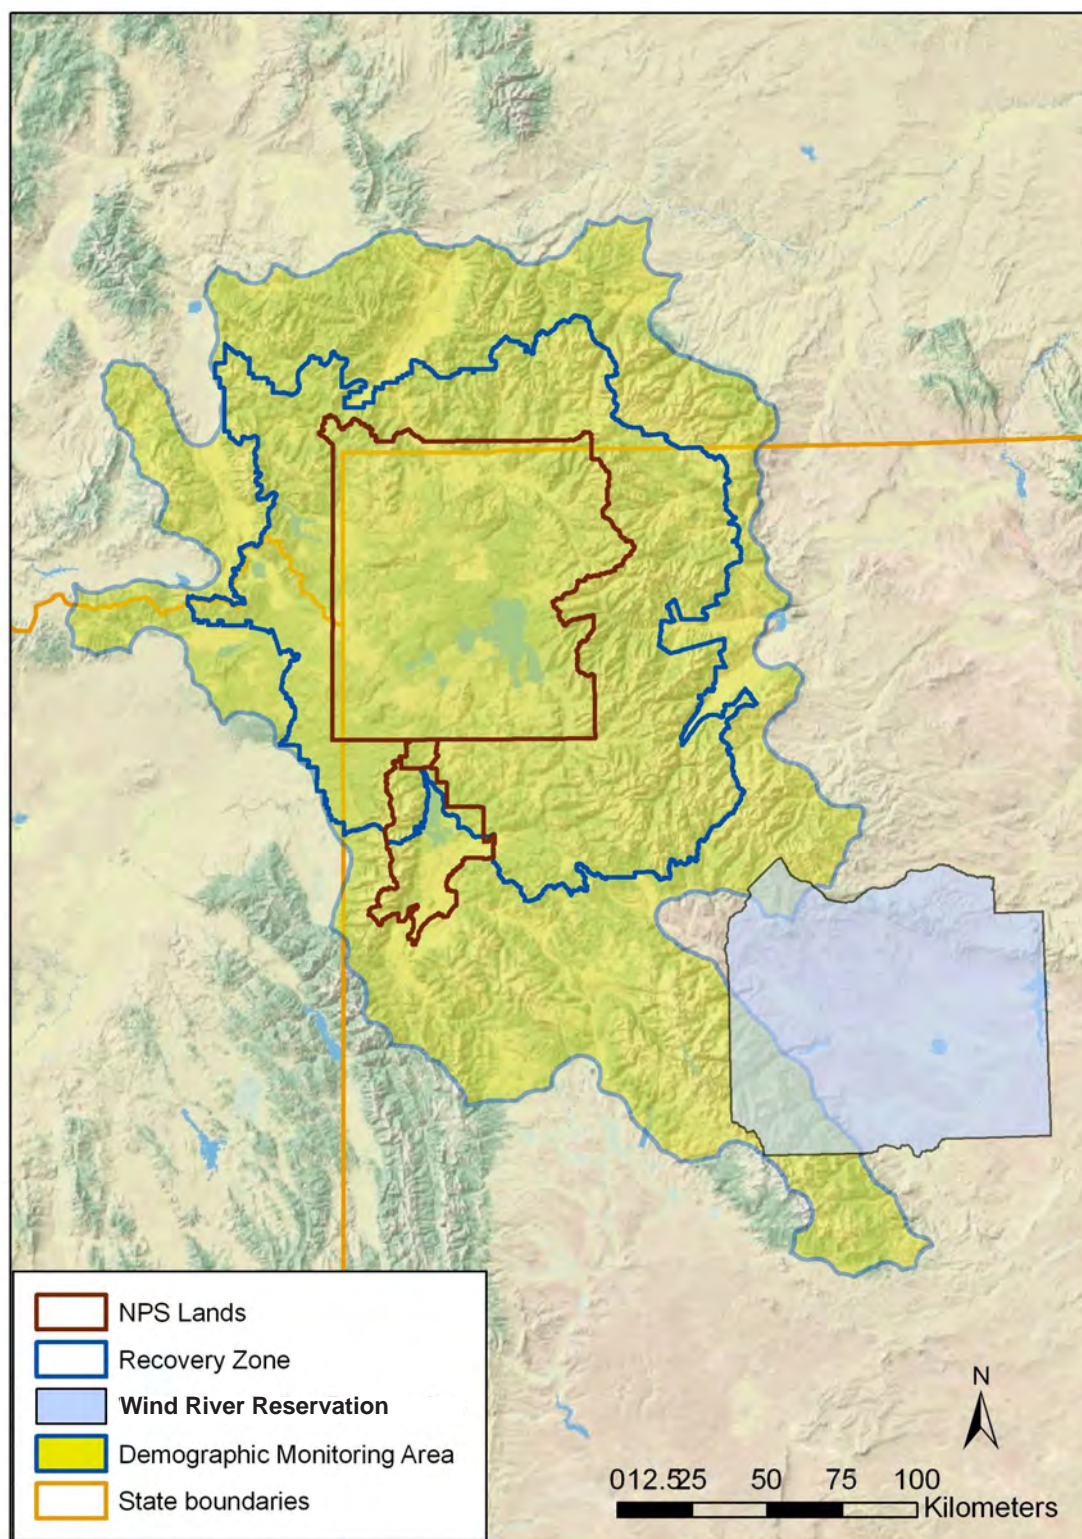 NPS Lands
Recovery Zone
Wind River Reservation
Demographic Monitoring Area
State boundaries
N
012.525 50 75 100
Kilometers